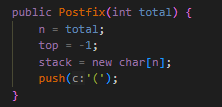 public Postfix(int total) {
n = total;
top = -1;
stack = new char[n];
push(c:'(');
}